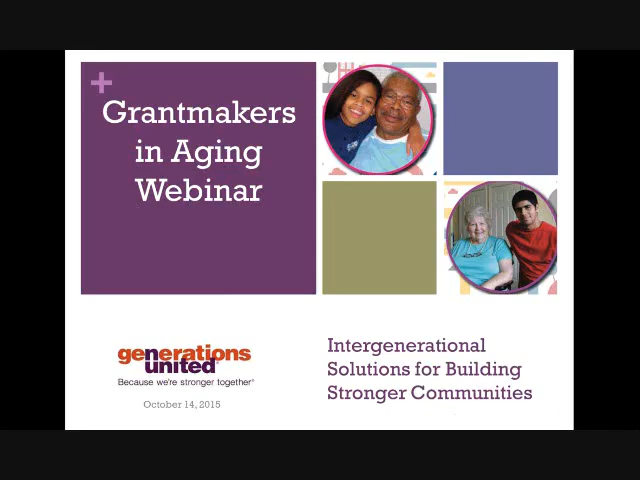 +
Grantmakers
in Aging
Webinar
generations
united
Because we're stronger together®
October 14, 2015
Intergenerational
Solutions for Building
Stronger Communities